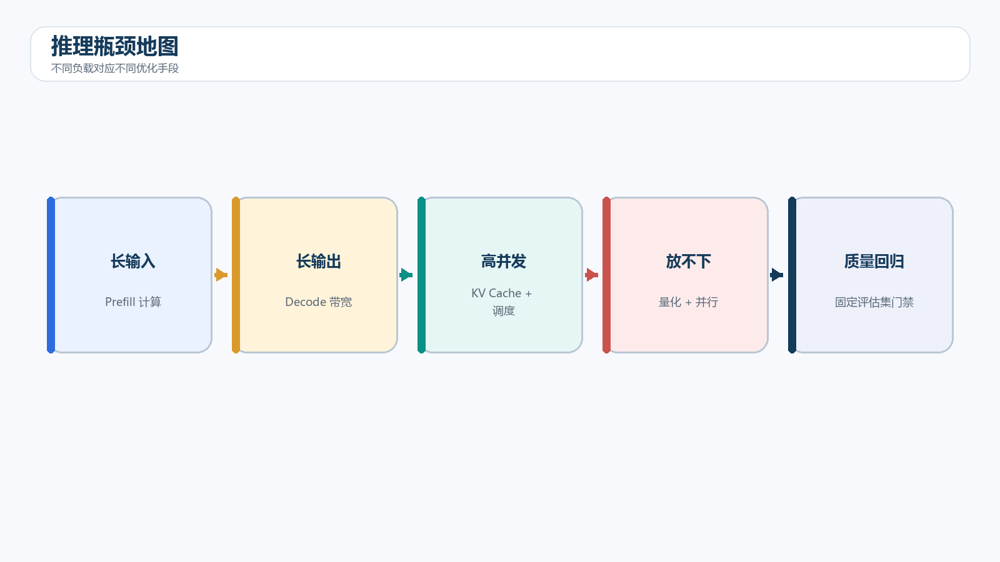 推理瓶颈地图
不同负载对应不同优化手段
长输入
Prefill 计算
长输出
Decode 带宽
高并发
KV Cache +
调度
放不下
量化 + 并行
质量回归
固定评估集门禁